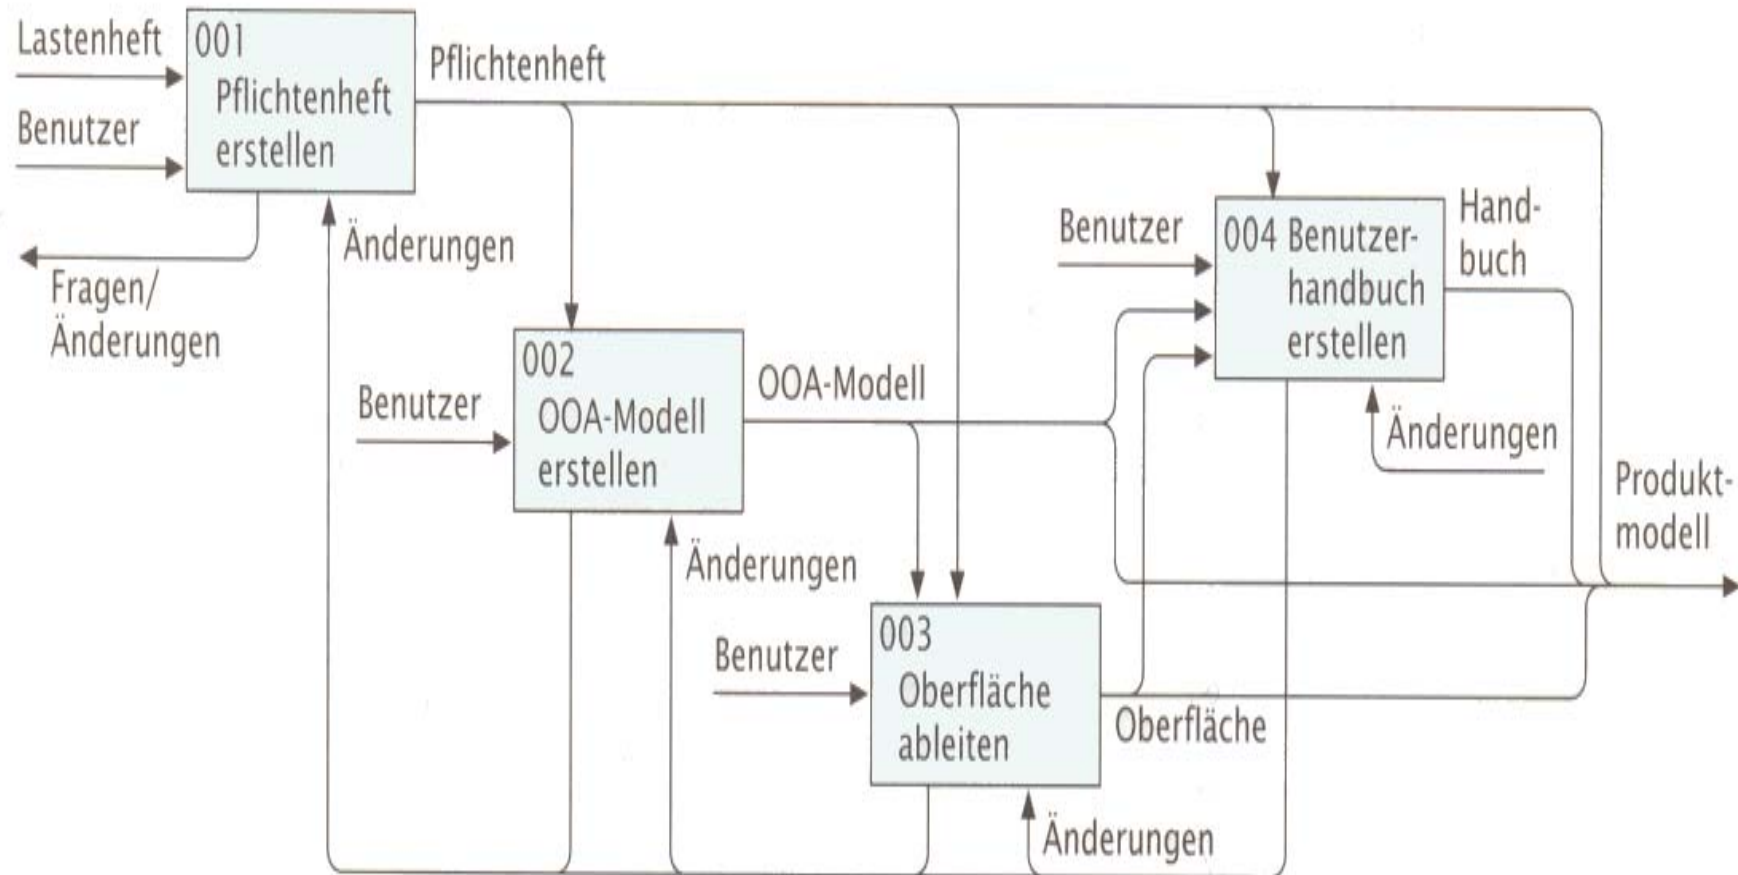 Lastenheft
001
Pflichtenheft
erstellen
Benutzer
Pflichtenheft
Fragen/
Änderungen
Änderungen
002
OOA-Modell
erstellen
Benutzer
OOA-Modell
Änderungen
003
Oberfläche
ableiten
Benutzer
Oberfläche
Änderungen
Benutzer
004 Benutzer-
handbuch
erstellen
Hand-
buch
Änderungen
Produkt-
modell